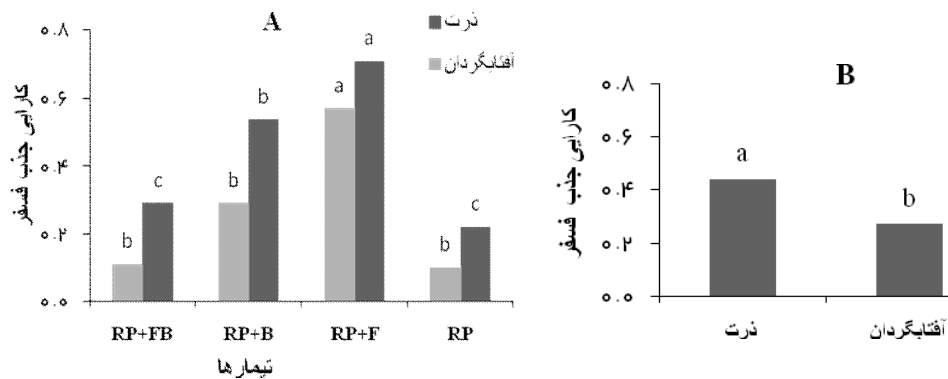 A
ذرت
آفتابگردان
کارایی جذب فسفر
۰.۸
۰.۶
۰.۴
۰.۲
۰.۰
b
c
b
b
a
a
b
c
RP+FB
RP+B
RP+F
RP
تیمارها
B
کارایی جذب فسفر
۰.۸
۰.۶
۰.۴
۰.۲
۰.۰
a
b
ذرت
آفتابگردان